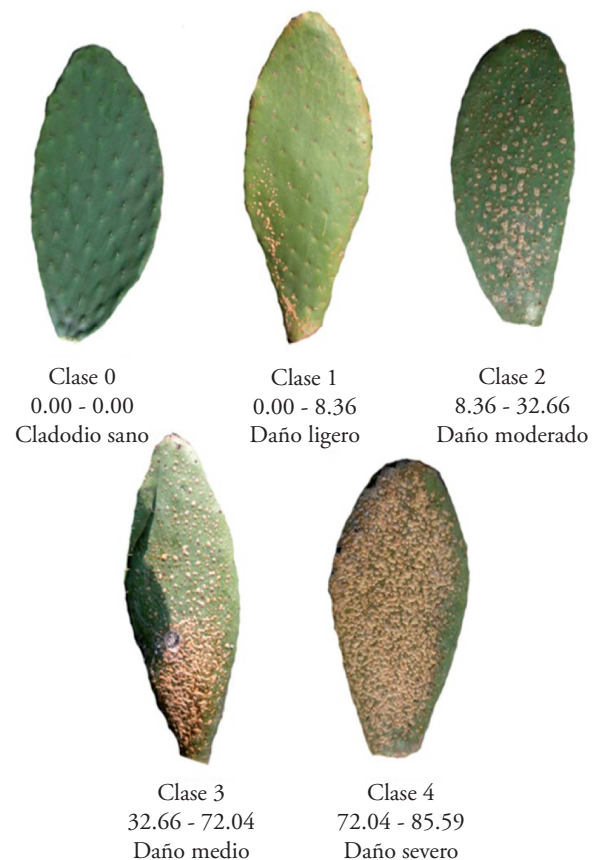 Clase 0
0.00 - 0.00
Cladodio sano
Clase 1
0.00 - 8.36
Daño ligero
Clase 2
8.36 - 32.66
Daño moderado
Clase 3
32.66 - 72.04
Daño medio
Clase 4
72.04 - 85.59
Daño severo